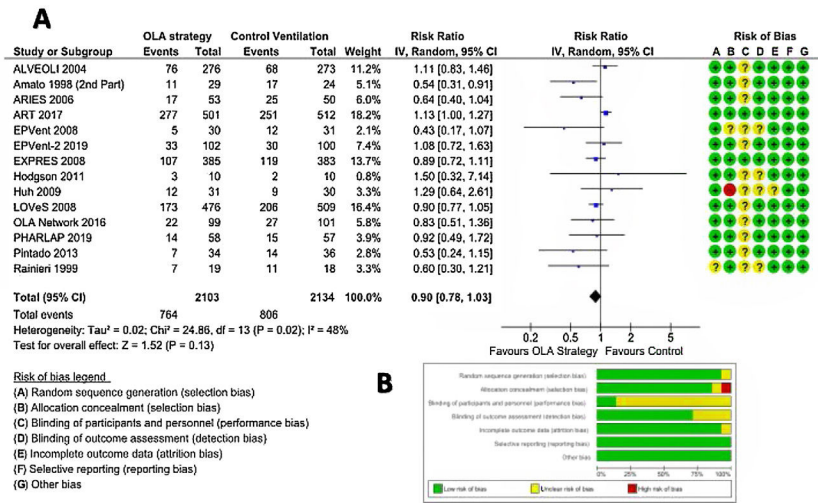 A
OLA strategy Control Ventilation Risk Ratio Risk Ratio Risk of Bias
Study or Subgroup Events Total Events Total Weight IV, Random, 95% CI IV, Random, 95% CI A B C D E F G
ALVEOLI 2004 76 276 68 273 11.2% 1.11 [0.83, 1.46] + + ? + + + +
Amato 1998 (2nd Part) 11 29 17 24 5.1% 0.54 [0.31, 0.91] + + ? + + + +
ARIES 2006 17 53 25 50 6.0% 0.64 [0.40, 1.04] + + ? + + + +
ART 2017 277 501 251 512 18.2% 1.13 [1.00, 1.27] + + ? + + + +
EPVent 2008 5 30 12 31 2.1% 0.43 [0.17, 1.07] + ? ? ? + + +
EPVent-2 2019 33 102 30 100 7.4% 1.08 [0.72, 1.63] + + ? + + + +
EXPRES 2008 107 385 119 383 13.7% 0.89 [0.72, 1.11] + + + + + + +
Hodgson 2011 3 10 2 10 0.9% 1.50 [0.32, 7.14] + + ? ? + + +
Huh 2009 12 31 9 30 3.9% 1.29 [0.64, 2.61] + - ? ? ? + +
LOVeS 2008 173 476 206 509 16.4% 0.90 [0.77, 1.05] + + ? + + + +
OLA Network 2016 22 99 27 101 5.8% 0.83 [0.51, 1.36] + + ? + + + +
PHARLAP 2019 14 58 15 57 3.9% 0.92 [0.49, 1.72] + + ? + + + +
Pintado 2013 7 34 14 36 2.8% 0.53 [0.24, 1.15] + + ? + + + +
Rainieri 1999 7 19 11 18 3.3% 0.60 [0.30, 1.21] ? + ? ? + + +
Total (95% CI) 2103 2134 100.0% 0.90 [0.78, 1.03]
Total events 764 806
Heterogeneity: Tau² = 0.02; Chi² = 24.86, df = 13 (P = 0.02); I² = 48%
Test for overall effect: Z = 1.52 (P = 0.13)
0.2 0.5 1 2 5
Favours OLA Strategy Favours Control
Risk of bias legend
(A) Random sequence generation (selection bias)
(B) Allocation concealment (selection bias)
(C) Blinding of participants and personnel (performance bias)
(D) Blinding of outcome assessment (detection bias)
(E) Incomplete outcome data (attrition bias)
(F) Selective reporting (reporting bias)
(G) Other bias
B
Random sequence generation (selection bias)
Allocation concealment (selection bias)
Blinding of participants and personnel (performance bias)
Blinding of outcome assessment (detection bias)
Incomplete outcome data (attrition bias)
Selective reporting (reporting bias)
Other bias
0% 25% 50% 75% 100%
Low risk of bias Unclear risk of bias High risk of bias